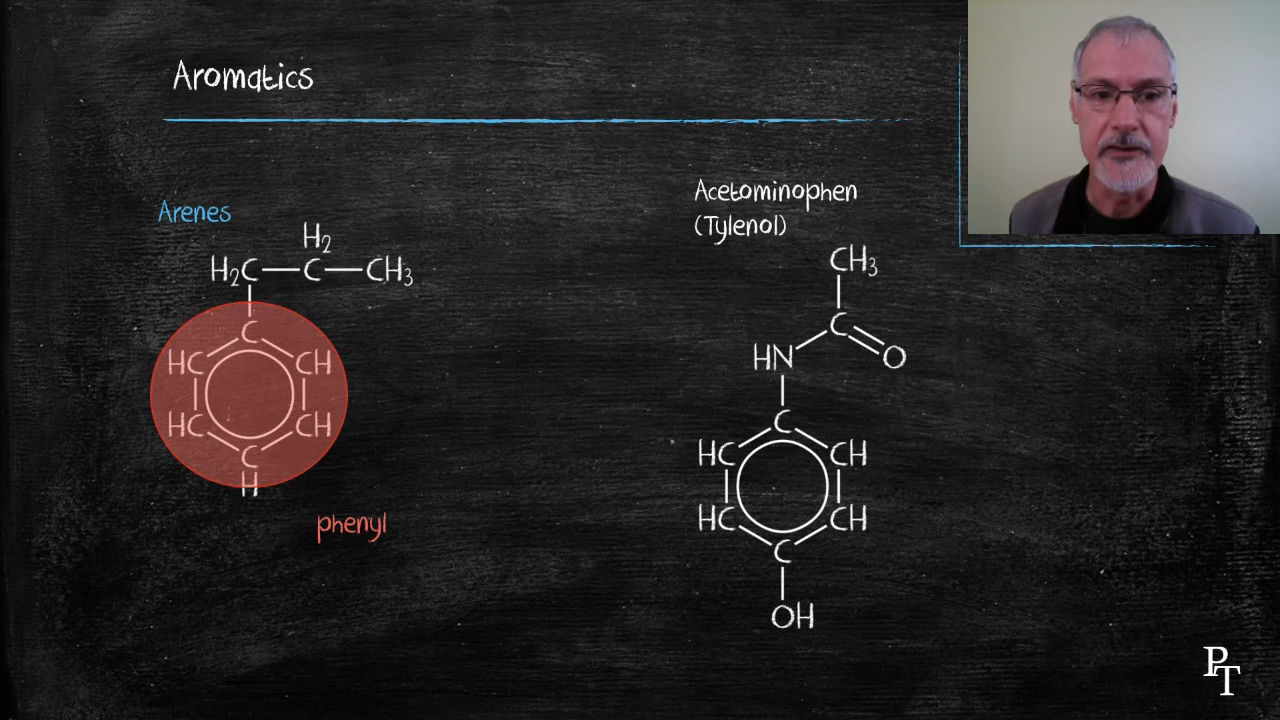 Aromatics
Arenes
H2
H2C — C — CH3
C
HC CH
HC CH
C
H
phenyl
Acetominophen
(Tylenol)
CH3
C
HN O
C
HC CH
HC CH
C
OH
PT